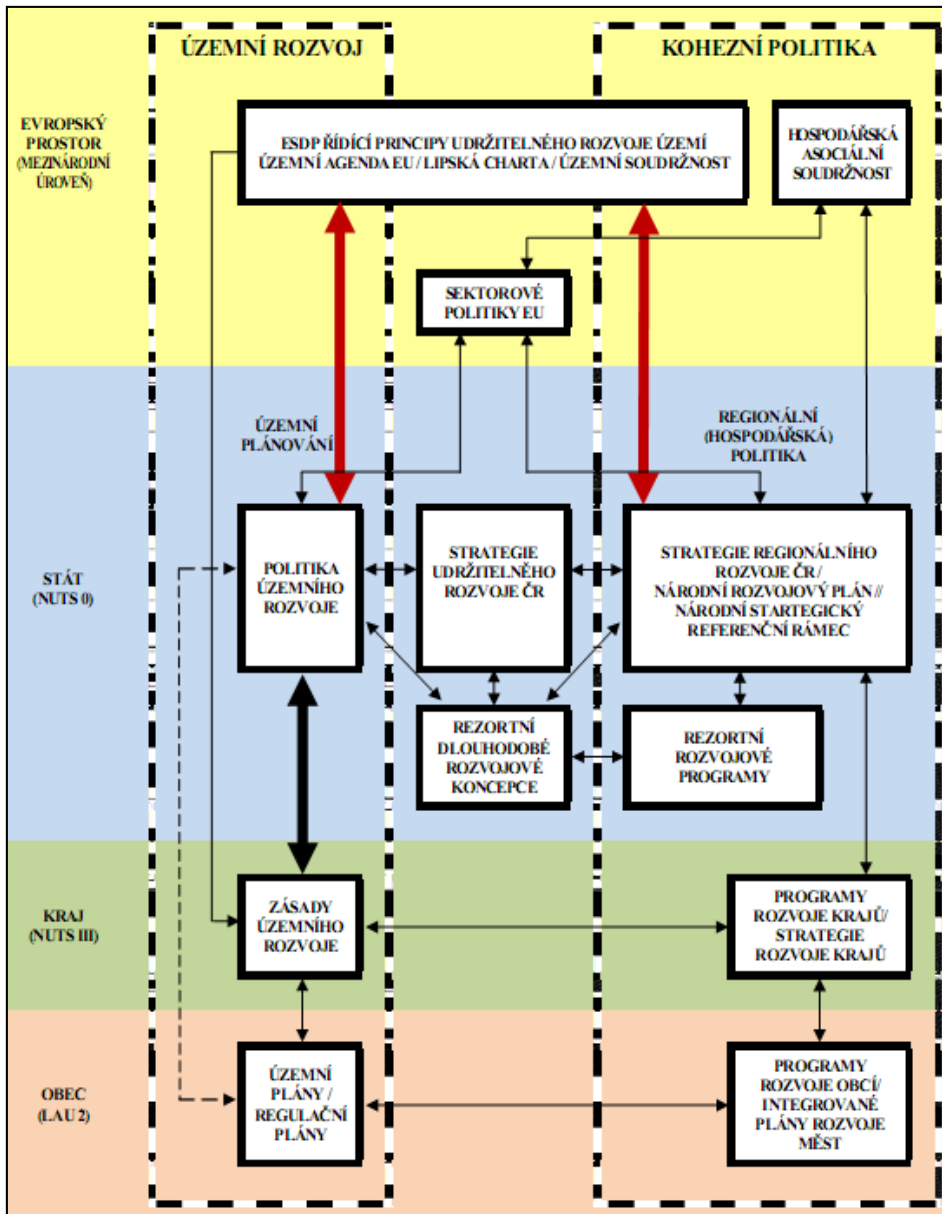 ÚZEMNÍ ROZVOJ
KOHEZNÍ POLITIKA
EVROPSKÝ
PROSTOR
(MEZINÁRODNÍ
ÚROVEŇ)
ESDP ŘÍDÍCÍ PRINCIPY UDRŽITELNÉHO ROZVOJE ÚZEMÍ
ÚZEMNÍ AGENDA EU / LIPSKÁ CHARTA / ÚZEMNÍ SOUDRŽNOST
HOSPODÁŘSKÁ
ASOCIÁLNÍ
SOUDRŽNOST
SEKTOROVÉ
POLITIKY EU
ÚZEMNÍ
PLÁNOVÁNÍ
REGIONÁLNÍ
(HOSPODÁŘSKÁ)
POLITIKA
STÁT
(NUTS 0)
POLITIKA
ÚZEMNÍHO
ROZVOJE
STRATEGIE
UDRŽITELNÉHO
ROZVOJE ČR
STRATEGIE REGIONÁLNÍHO
ROZVOJE ČR /
NÁRODNÍ ROZVOJOVÝ PLÁN //
NÁRODNÍ STARTEGICKÝ
REFERENČNÍ RÁMEC
REZORTNÍ
DLOUHODOBÉ
ROZVOJOVÉ
KONCEPCE
REZORTNÍ
ROZVOJOVÉ
PROGRAMY
KRAJ
(NUTS III)
ZÁSADY
ÚZEMNÍHO
ROZVOJE
PROGRAMY
ROZVOJE KRAJŮ/
STRATEGIE
ROZVOJE KRAJŮ
OBEC
(LAU 2)
ÚZEMNÍ
PLÁNY /
REGULAČNÍ
PLÁNY
PROGRAMY
ROZVOJE OBCÍ/
INTEGROVANÉ
PLÁNY ROZVOJE
MĚST